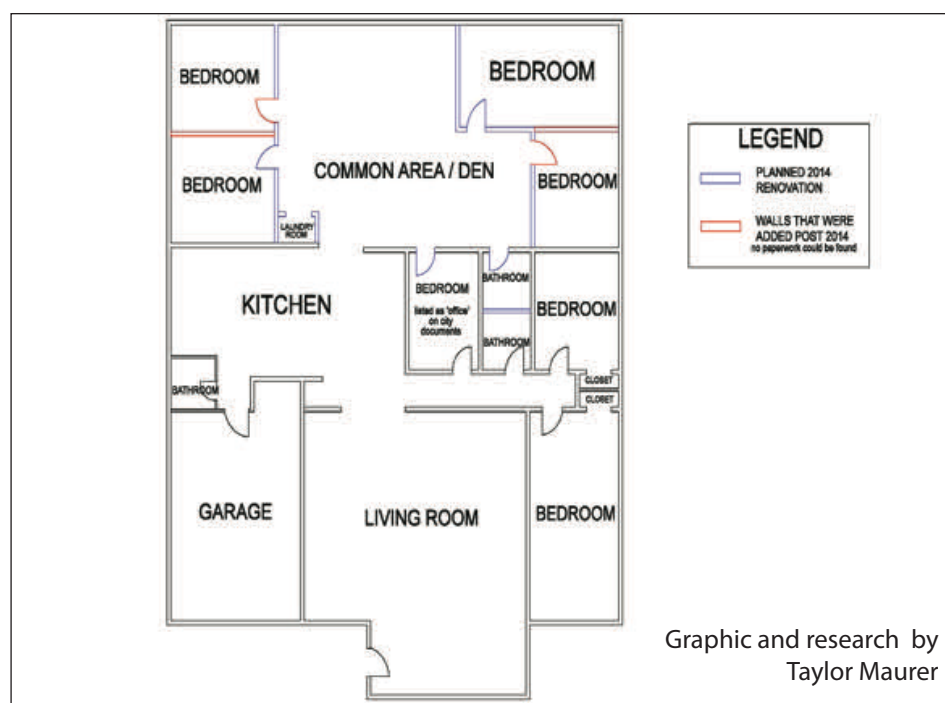 BEDROOM
BEDROOM
BEDROOM
COMMON AREA / DEN
BEDROOM
LAUNDRY
ROOM
LEGEND
PLANNED 2014
RENOVATION
WALLS THAT WERE
ADDED POST 2014
no paperwork could be found
KITCHEN
BEDROOM
listed as 'office'
on city
documents
BATHROOM
BATHROOM
BEDROOM
BATHROOM
CLOSET
CLOSET
GARAGE
LIVING ROOM
BEDROOM
Graphic and research by
Taylor Maurer